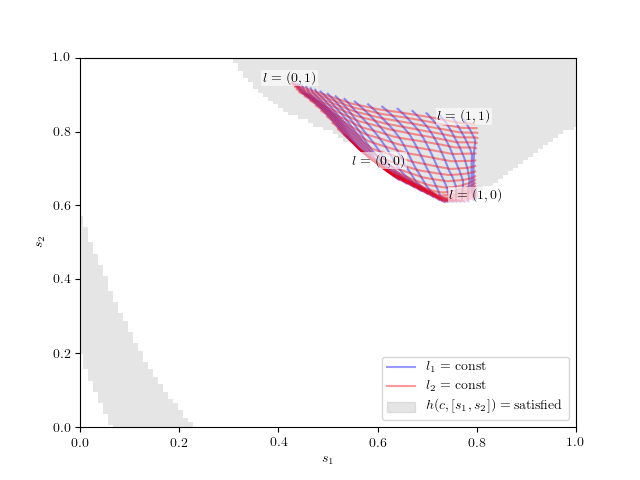 1.0
0.8
0.6
0.4
0.2
0.0
s₂
l = (0, 1)
l = (1, 1)
l = (0, 0)
l = (1, 0)
l₁ = const
l₂ = const
h(c, [s₁, s₂]) = satisfied
0.0 0.2 0.4 0.6 0.8 1.0
s₁